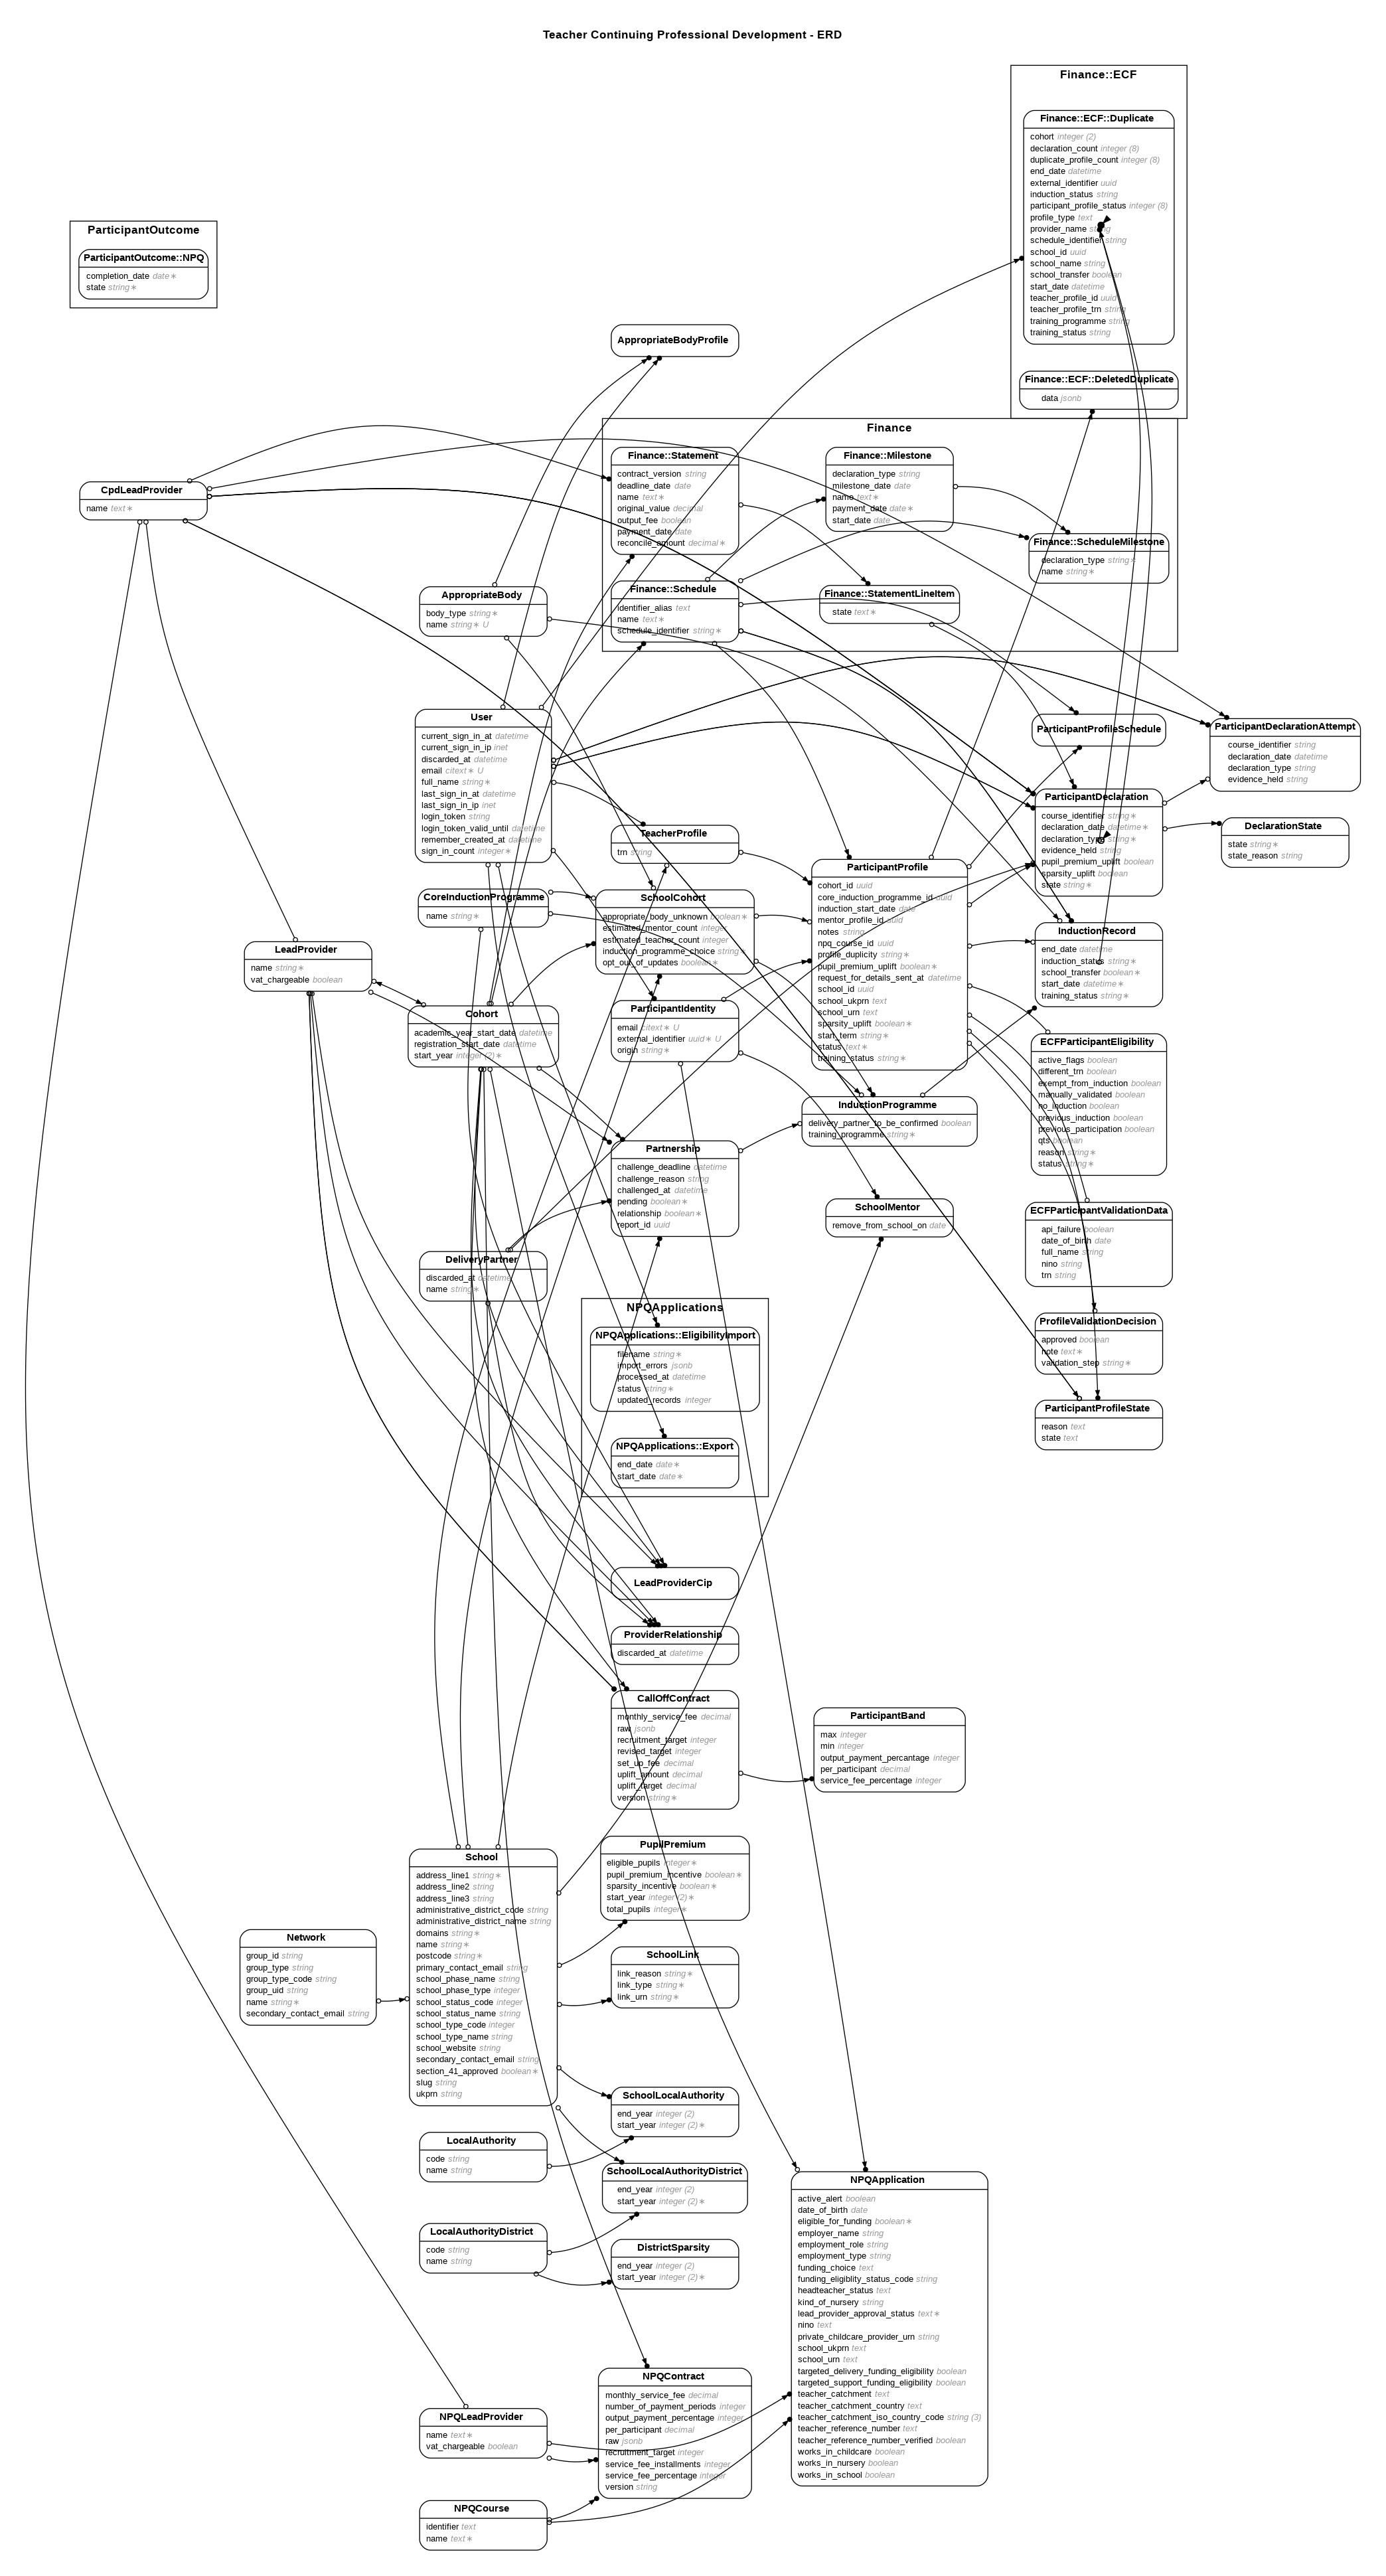 Teacher Continuing Professional Development - ERD
Finance::ECF
Finance::ECF::Duplicate
cohort integer (2)
declaration_count integer (8)
duplicate_profile_count integer (8)
end_date datetime
external_identifier uuid
induction_status string
participant_profile_status integer (8)
profile_type text
provider_name string
schedule_identifier string
school_id uuid
school_name string
school_transfer boolean
start_date datetime
teacher_profile_id uuid
teacher_profile_trn string
training_programme string
training_status string
Finance::ECF::DeletedDuplicate
data jsonb
ParticipantOutcome
ParticipantOutcome::NPQ
completion_date date∗
state string∗
AppropriateBodyProfile
Finance
Finance::Statement
contract_version string
deadline_date date
name text∗
original_value decimal
output_fee boolean
payment_date date
reconcile_amount decimal∗
Finance::Milestone
declaration_type string
milestone_date date
name text∗
payment_date date∗
start_date date
Finance::ScheduleMilestone
declaration_type string∗
name string∗
Finance::Schedule
identifier_alias text
name text∗
schedule_identifier string∗
Finance::StatementLineItem
state text∗
CpdLeadProvider
name text∗
AppropriateBody
body_type string∗
name string∗ U
User
current_sign_in_at datetime
current_sign_in_ip inet
discarded_at datetime
email citext∗ U
full_name string∗
last_sign_in_at datetime
last_sign_in_ip inet
login_token string
login_token_valid_until datetime
remember_created_at datetime
sign_in_count integer∗
ParticipantProfileSchedule
ParticipantDeclarationAttempt
course_identifier string
declaration_date datetime
declaration_type string
evidence_held string
ParticipantDeclaration
course_identifier string∗
declaration_date datetime∗
declaration_type string∗
evidence_held string
pupil_premium_uplift boolean
sparsity_uplift boolean
state string∗
DeclarationState
state string∗
state_reason string
TeacherProfile
trn string
ParticipantProfile
cohort_id uuid
core_induction_programme_id uuid
induction_start_date date
mentor_profile_id uuid
notes string
npq_course_id uuid
profile_duplicity string∗
pupil_premium_uplift boolean∗
request_for_details_sent_at datetime
school_id uuid
school_ukprn text
school_urn text
sparsity_uplift boolean∗
start_term string∗
status text∗
training_status string∗
CoreInductionProgramme
name string∗
SchoolCohort
appropriate_body_unknown boolean∗
estimated_mentor_count integer
estimated_teacher_count integer
induction_programme_choice string∗
opt_out_of_updates boolean∗
InductionRecord
end_date datetime
induction_status string∗
school_transfer boolean∗
start_date datetime∗
training_status string∗
LeadProvider
name string∗
vat_chargeable boolean
Cohort
academic_year_start_date datetime
registration_start_date datetime
start_year integer (2)∗
ParticipantIdentity
email citext∗ U
external_identifier uuid∗ U
origin string∗
ECFParticipantEligibility
active_flags boolean
different_trn boolean
exempt_from_induction boolean
manually_validated boolean
no_induction boolean
previous_induction boolean
previous_participation boolean
qts boolean
reason string∗
status string∗
InductionProgramme
delivery_partner_to_be_confirmed boolean
training_programme string∗
Partnership
challenge_deadline datetime
challenge_reason string
challenged_at datetime
pending boolean∗
relationship boolean∗
report_id uuid
SchoolMentor
remove_from_school_on date
ECFParticipantValidationData
api_failure boolean
date_of_birth date
full_name string
nino string
trn string
DeliveryPartner
discarded_at datetime
name string∗
NPQApplications
NPQApplications::EligibilityImport
filename string∗
import_errors jsonb
processed_at datetime
status string∗
updated_records integer
NPQApplications::Export
end_date date∗
start_date date∗
ProfileValidationDecision
approved boolean
note text∗
validation_step string∗
ParticipantProfileState
reason text
state text
LeadProviderCip
ProviderRelationship
discarded_at datetime
CallOffContract
monthly_service_fee decimal
raw jsonb
recruitment_target integer
revised_target integer
set_up_fee decimal
uplift_amount decimal
uplift_target decimal
version string∗
ParticipantBand
max integer
min integer
output_payment_percantage integer
per_participant decimal
service_fee_percentage integer
PupilPremium
eligible_pupils integer∗
pupil_premium_incentive boolean∗
sparsity_incentive boolean∗
start_year integer (2)∗
total_pupils integer∗
School
address_line1 string∗
address_line2 string
address_line3 string
administrative_district_code string
administrative_district_name string
domains string∗
name string∗
postcode string∗
primary_contact_email string
school_phase_name string
school_phase_type integer
school_status_code integer
school_status_name string
school_type_code integer
school_type_name string
school_website string
secondary_contact_email string
section_41_approved boolean∗
slug string
ukprn string
Network
group_id string
group_type string
group_type_code string
group_uid string
name string∗
secondary_contact_email string
SchoolLink
link_reason string∗
link_type string∗
link_urn string∗
SchoolLocalAuthority
end_year integer (2)
start_year integer (2)∗
LocalAuthority
code string
name string
SchoolLocalAuthorityDistrict
end_year integer (2)
start_year integer (2)∗
LocalAuthorityDistrict
code string
name string
DistrictSparsity
end_year integer (2)
start_year integer (2)∗
NPQApplication
active_alert boolean
date_of_birth date
eligible_for_funding boolean∗
employer_name string
employment_role string
employment_type string
funding_choice text
funding_eligiblity_status_code string
headteacher_status text
kind_of_nursery string
lead_provider_approval_status text∗
nino text
private_childcare_provider_urn string
school_ukprn text
school_urn text
targeted_delivery_funding_eligibility boolean
targeted_support_funding_eligibility boolean
teacher_catchment text
teacher_catchment_country text
teacher_catchment_iso_country_code string (3)
teacher_reference_number text
teacher_reference_number_verified boolean
works_in_childcare boolean
works_in_nursery boolean
works_in_school boolean
NPQContract
monthly_service_fee decimal
number_of_payment_periods integer
output_payment_percentage integer
per_participant decimal
raw jsonb
recruitment_target integer
service_fee_installments integer
service_fee_percentage integer
version string
NPQLeadProvider
name text∗
vat_chargeable boolean
NPQCourse
identifier text
name text∗